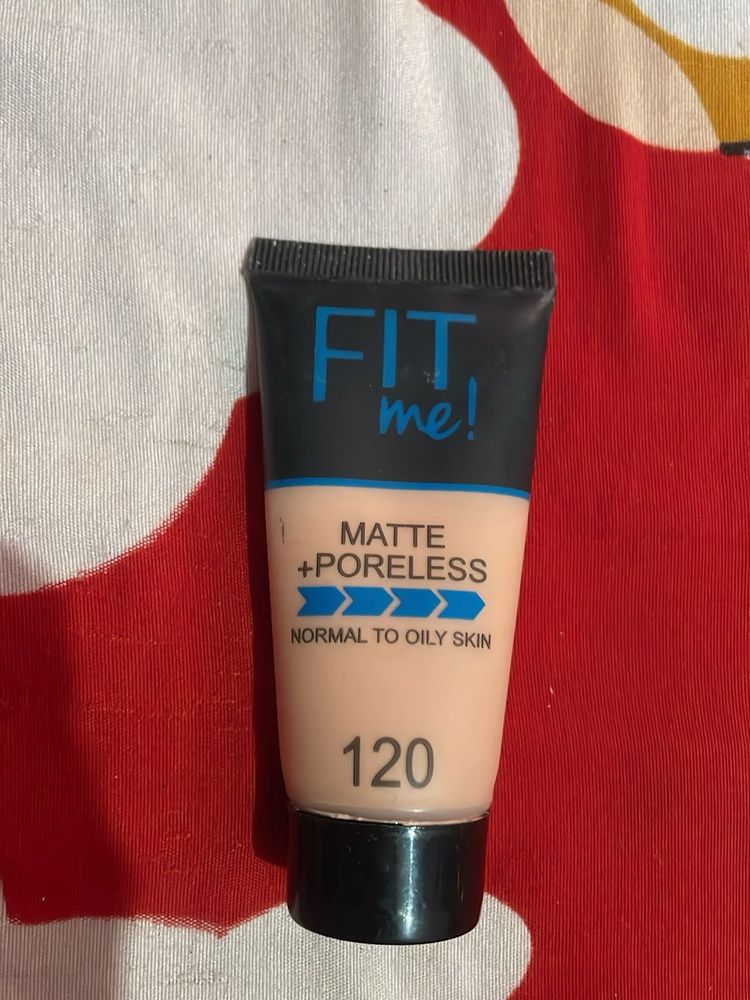 FIT
me!
MATTE
+PORELESS
NORMAL TO OILY SKIN
120